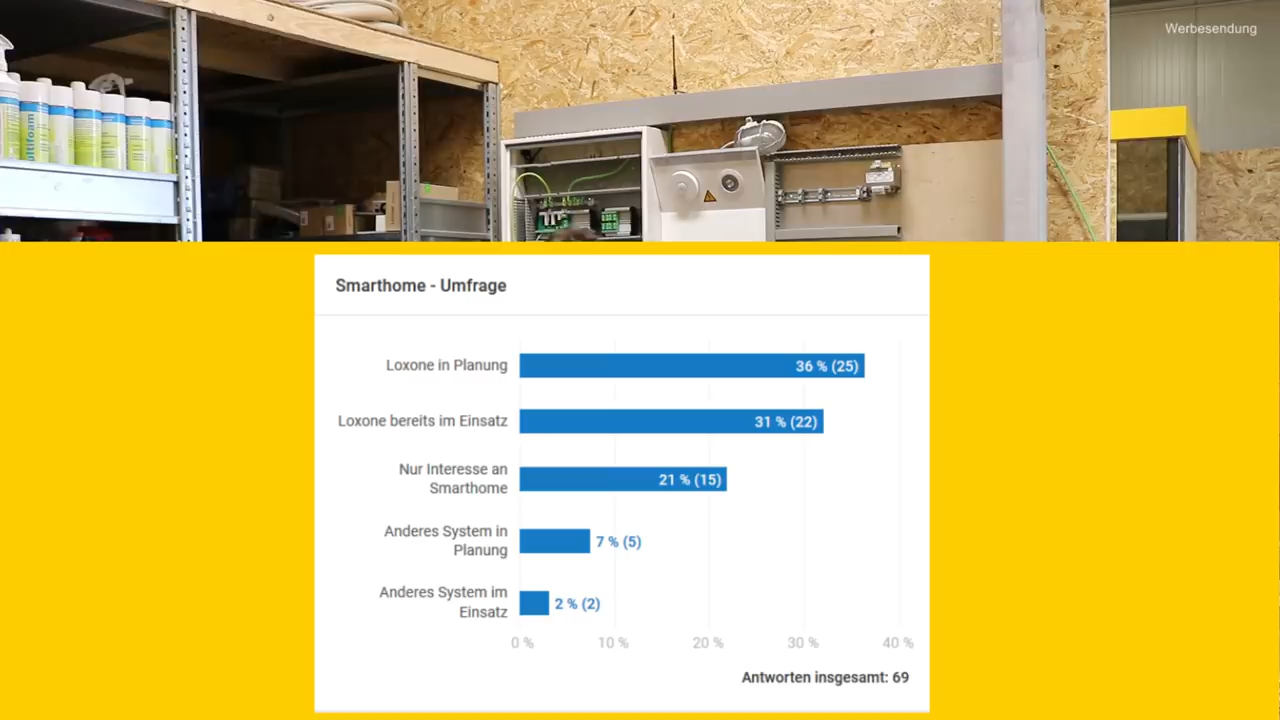 Werbesendung
Smarthome - Umfrage
Loxone in Planung
36 % (25)
Loxone bereits im Einsatz
31 % (22)
Nur Interesse an
Smarthome
21 % (15)
Anderes System in
Planung
7 % (5)
Anderes System im
Einsatz
2 % (2)
0 % 10 % 20 % 30 % 40 %
Antworten insgesamt: 69